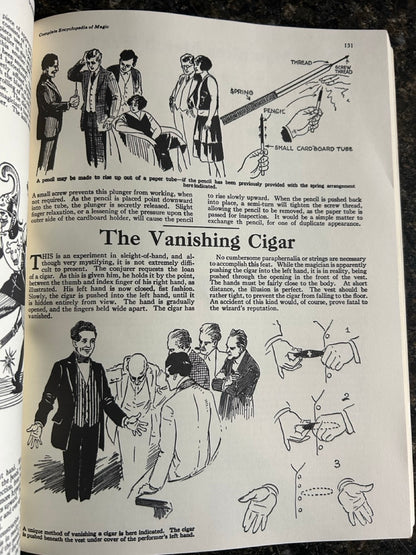 Complete Encyclopedia of Magic
151
THREAD
SCREW
THREAD
SPRING
PENCIL
SMALL CARDBOARD TUBE
A pencil may be made to rise up out of a paper tube—if the pencil has been previously provided with the spring arrangement
here indicated.
A small screw prevents this plunger from working, when
not required. As the pencil is placed point downward
into the tube, the plunger is secretly released. Slight
finger relaxation, or a lessening of the pressure upon the
outer side of the cardboard holder, will cause the pencil
to rise slowly upward. When the pencil is pushed back
into place, a semi-turn will tighten the screw thread,
allowing the pencil to be removed, as the paper tube is
passed for inspection. It would be a simple matter to
exchange the pencil, for one of duplicate appearance.
The Vanishing Cigar
THIS is an experiment in sleight-of-hand, and al-
though very mystifying, it is not extremely diffi-
cult to present. The conjurer requests the loan
of a cigar. As this is given him, he holds it by the point,
between the thumb and index finger of his right hand, as
illustrated. His left hand is now closed, fist fashion.
Slowly, the cigar is pushed into the left hand, until it
is hidden entirely from view. The hand is gradually
opened, and the fingers held wide apart. The cigar has
vanished.
No cumbersome paraphernalia or strings are necessary
to accomplish this feat. While the magician is apparently
pushing the cigar into the left hand, it is in reality, being
pushed through the opening in the front of the vest.
The hands must be fairly close to the body. At short
distance, the illusion is perfect. The vest should be
rather tight, to prevent the cigar from falling to the floor.
An accident of this kind would, of course, prove fatal to
the wizard's reputation.
1
2
3
A unique method of vanishing a cigar is here indicated. The cigar
is pushed beneath the vest under cover of the performer's left hand.